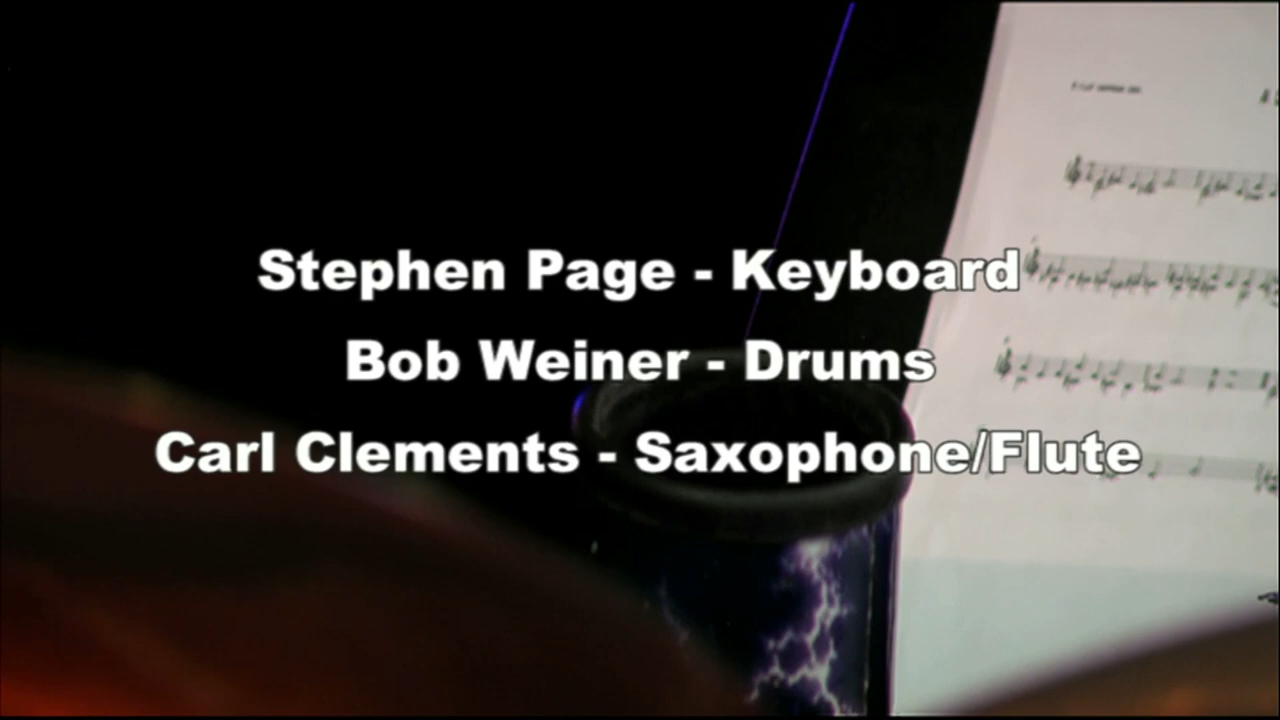 Stephen Page - Keyboard
Bob Weiner - Drums
Carl Clements - Saxophone/Flute